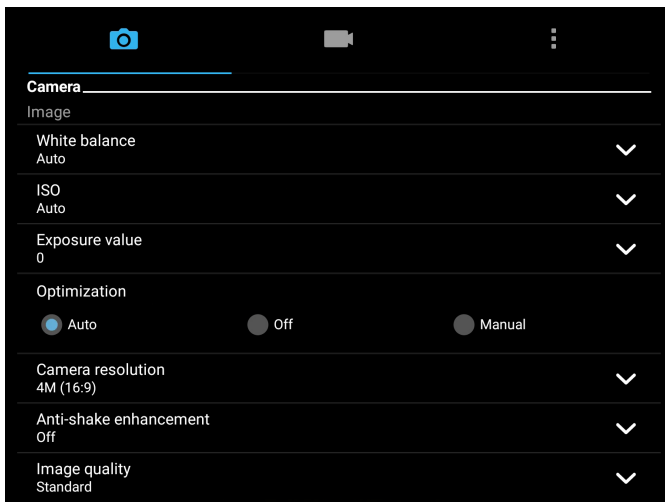 Camera
Image
White balance
Auto
ISO
Auto
Exposure value
0
Optimization
Auto Off Manual
Camera resolution
4M (16:9)
Anti-shake enhancement
Off
Image quality
Standard